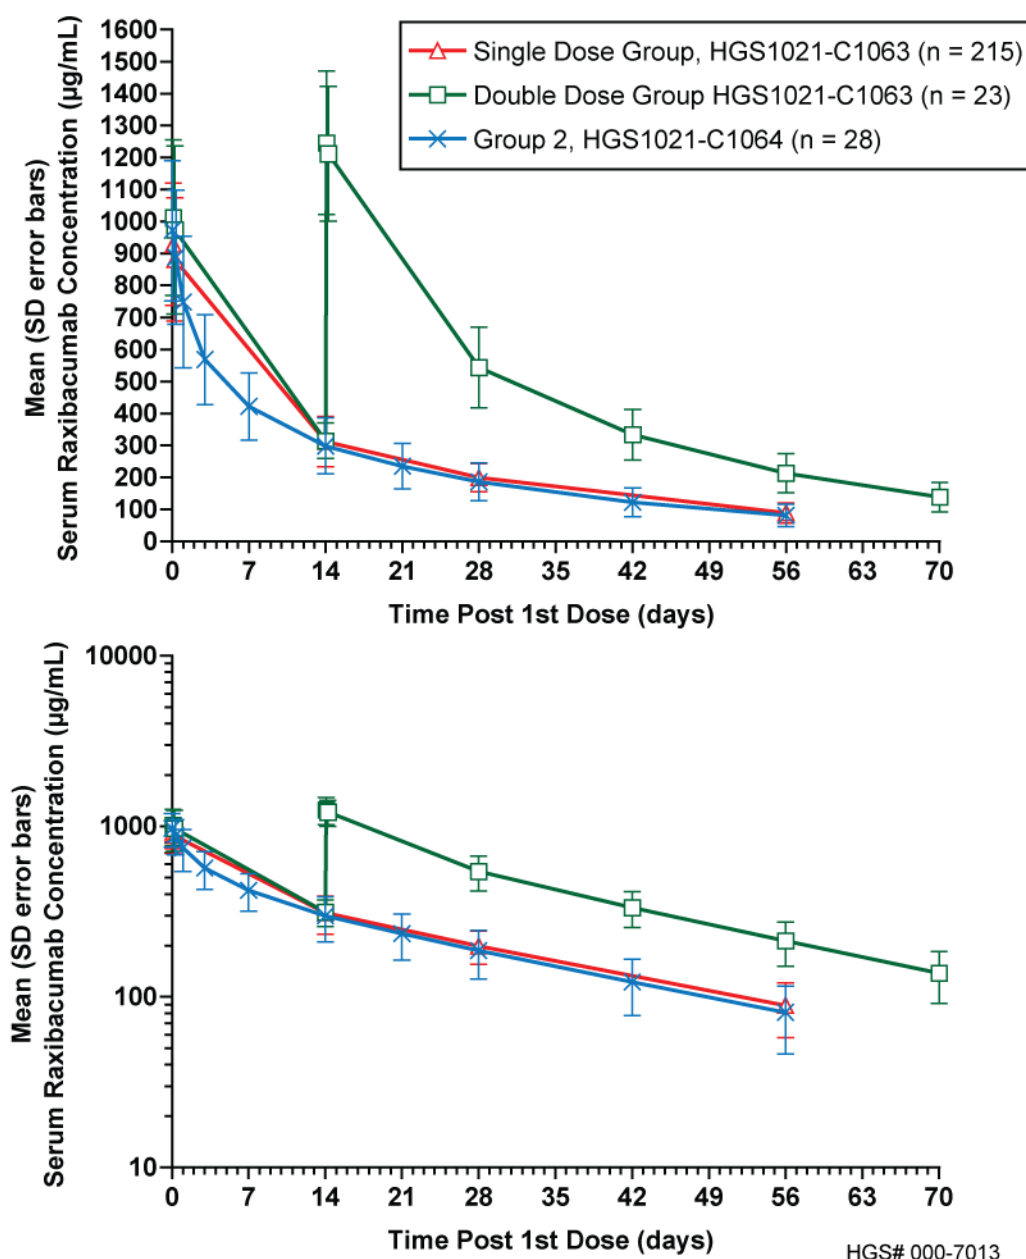 Mean (SD error bars)
Serum Raxibacumab Concentration (µg/mL)
1600
1500
1400
1300
1200
1100
1000
900
800
700
600
500
400
300
200
100
0
Single Dose Group, HGS1021-C1063 (n = 215)
Double Dose Group HGS1021-C1063 (n = 23)
Group 2, HGS1021-C1064 (n = 28)
0 7 14 21 28 35 42 49 56 63 70
Time Post 1st Dose (days)
Mean (SD error bars)
Serum Raxibacumab Concentration (µg/mL)
10000
1000
100
10
0 7 14 21 28 35 42 49 56 63 70
Time Post 1st Dose (days)
HGS# 000-7013